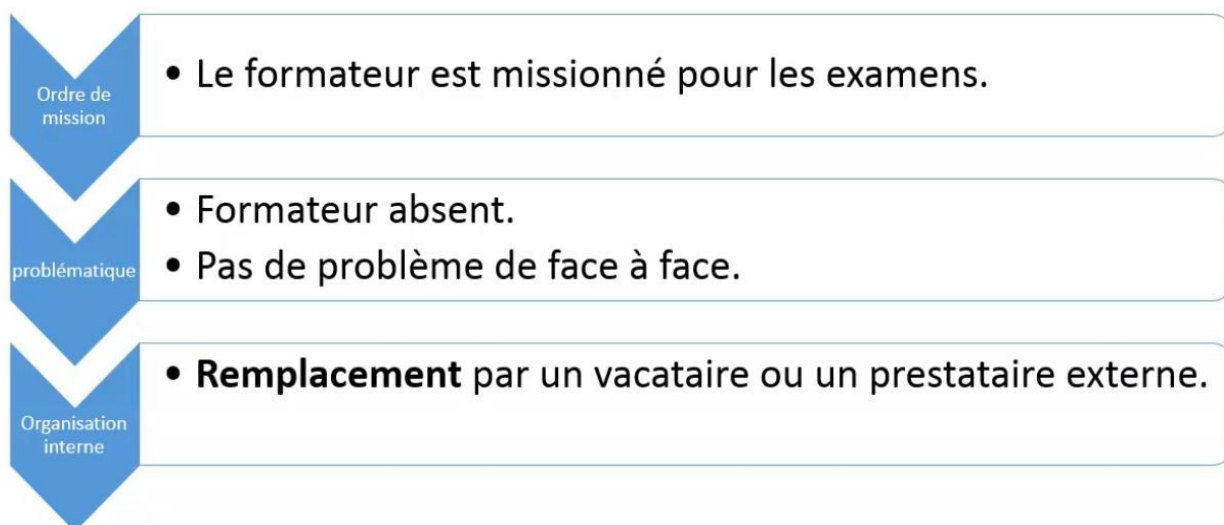 Ordre de
mission
• Le formateur est missionné pour les examens.
problématique
• Formateur absent.
• Pas de problème de face à face.
Organisation
interne
• Remplacement par un vacataire ou un prestataire externe.